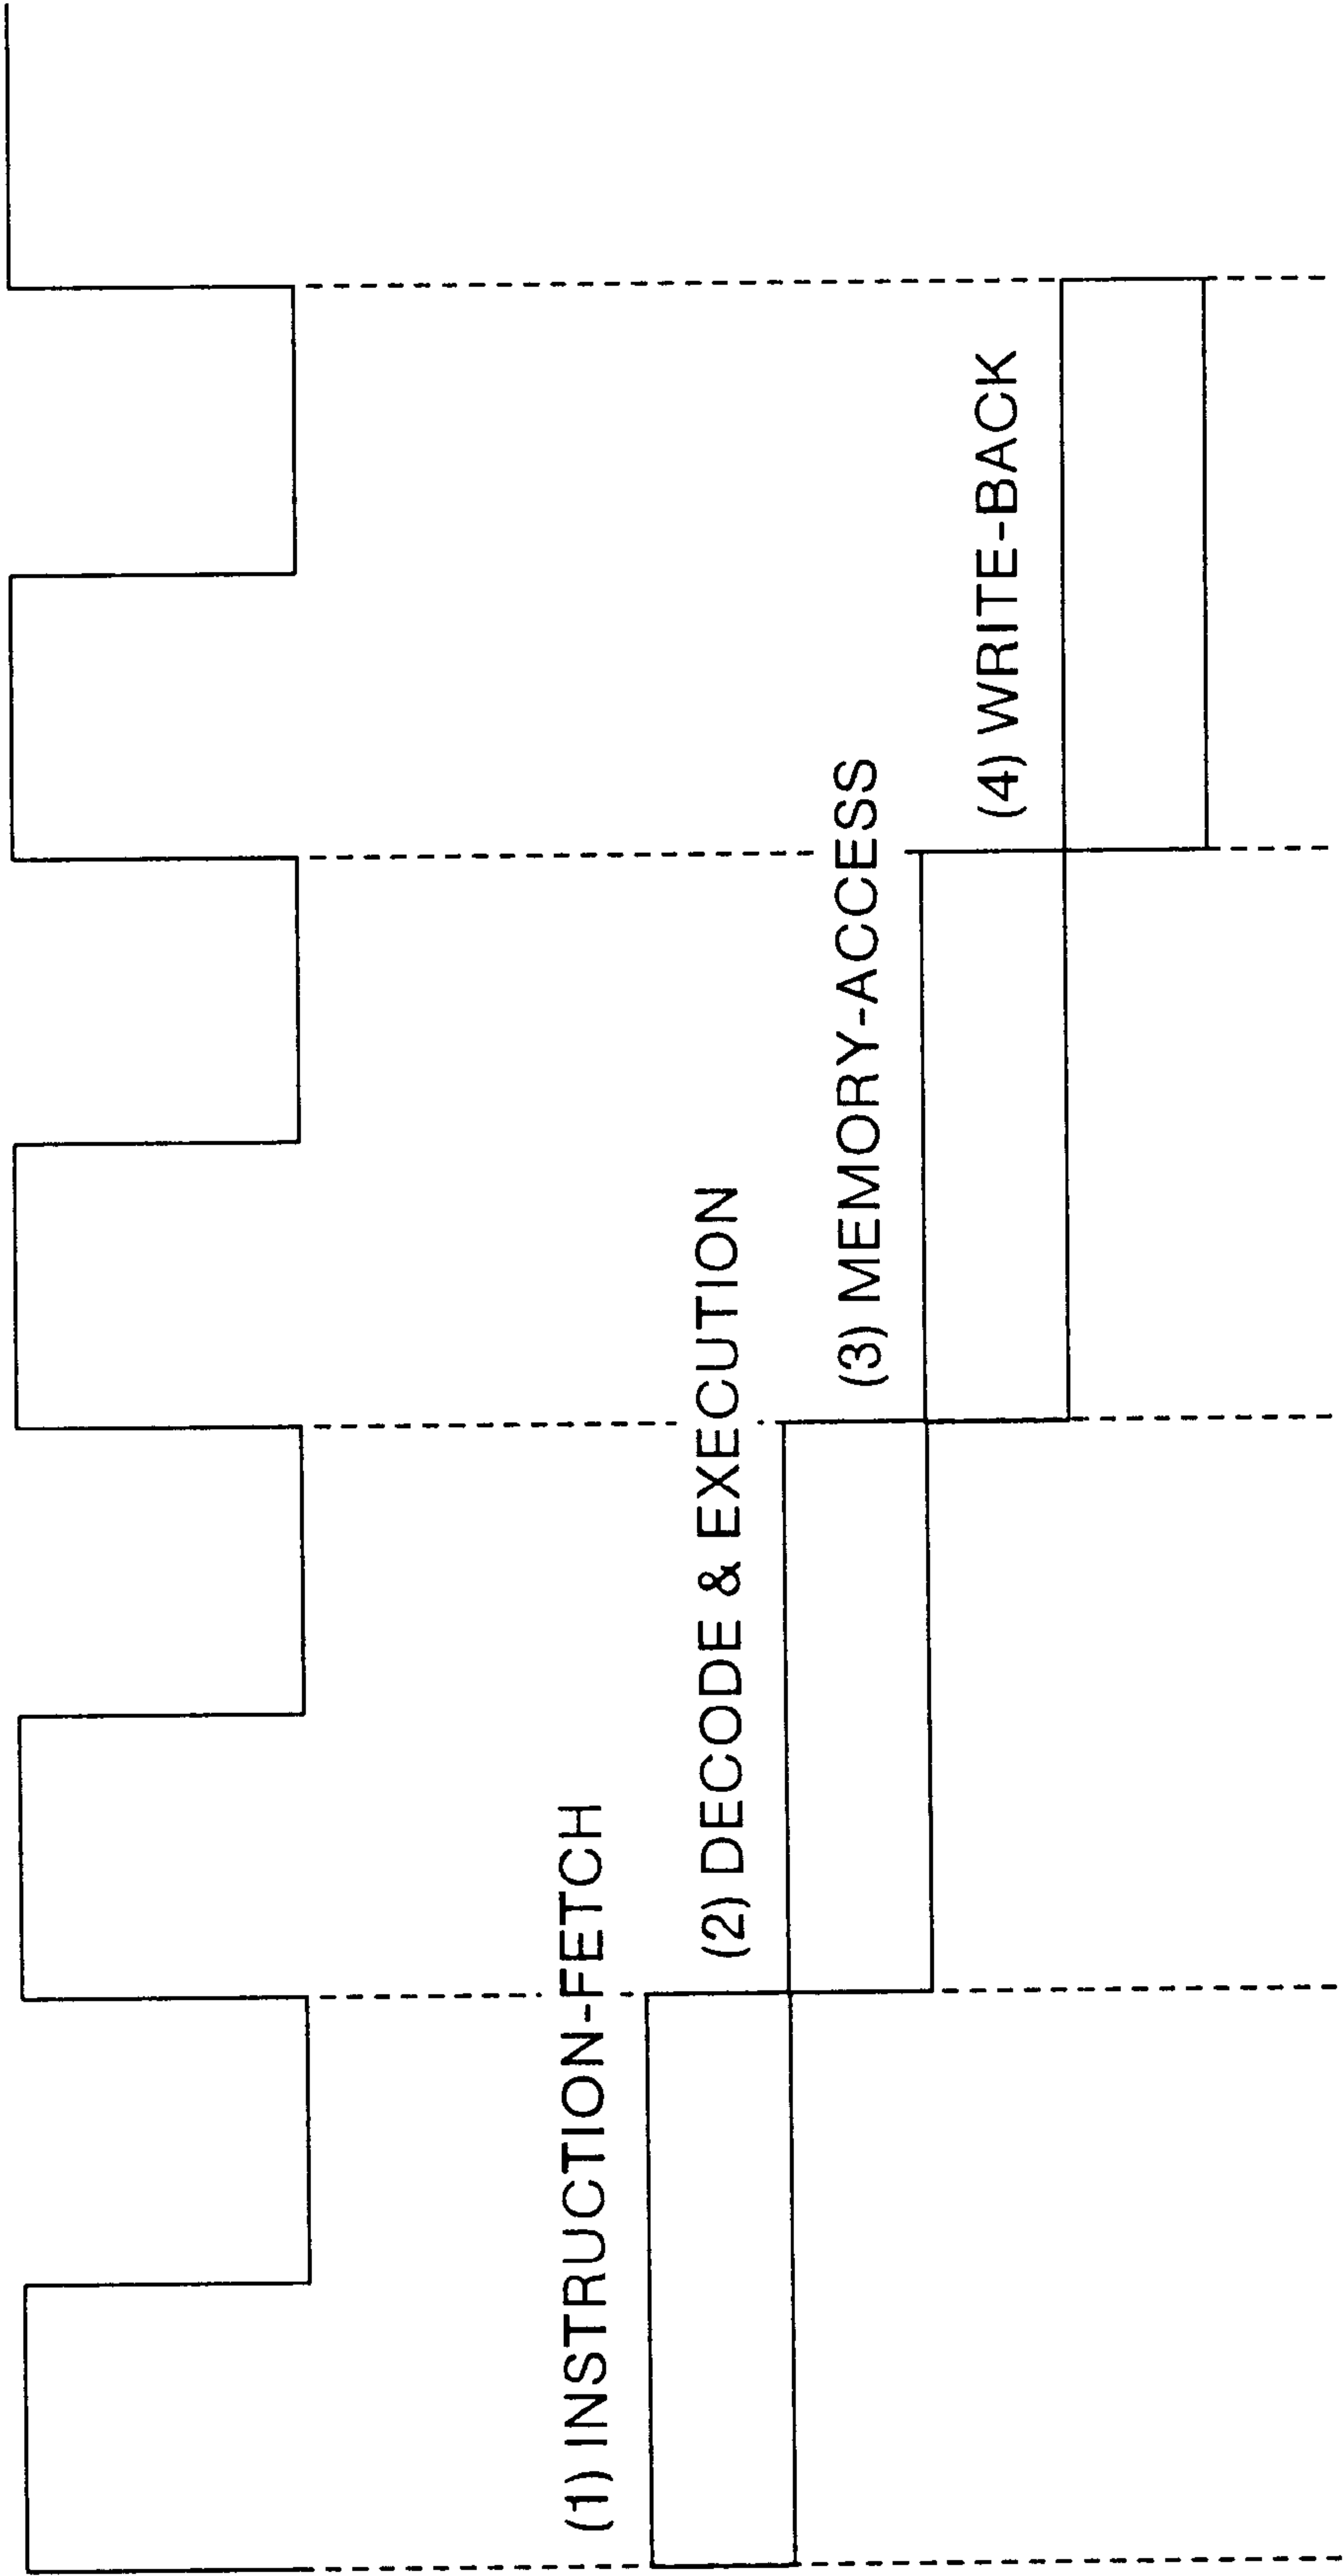 (1) INSTRUCTION-FETCH
(2) DECODE & EXECUTION
(3) MEMORY-ACCESS
(4) WRITE-BACK